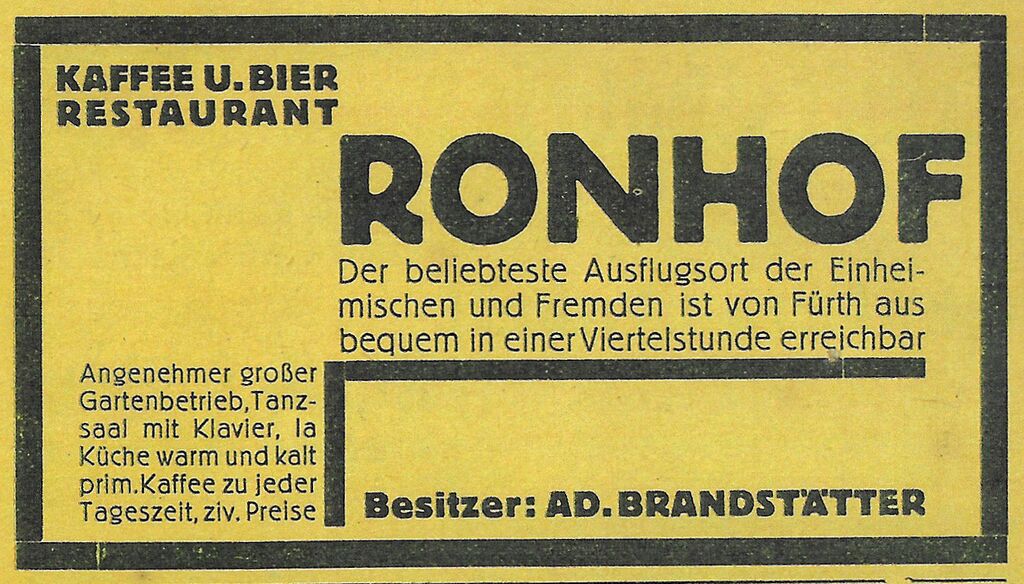 KAFFEE U. BIER
RESTAURANT
RONHOF
Der beliebteste Ausflugsort der Einhei-
mischen und Fremden ist von Fürth aus
bequem in einer Viertelstunde erreichbar
Angenehmer großer
Gartenbetrieb, Tanz-
saal mit Klavier, Ia
Küche warm und kalt
prim. Kaffee zu jeder
Tageszeit, ziv. Preise
Besitzer: AD. BRANDSTÄTTER